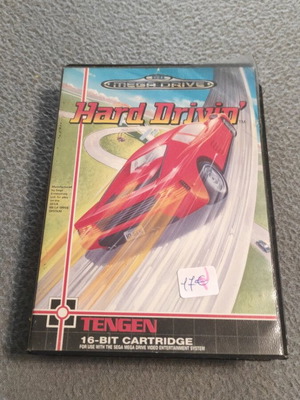 SEGA
MEGA DRIVE
Hard Drivin'
17€
TENGEN
16-BIT CARTRIDGE
FOR USE WITH THE SEGA MEGA DRIVE VIDEO ENTERTAINMENT SYSTEM